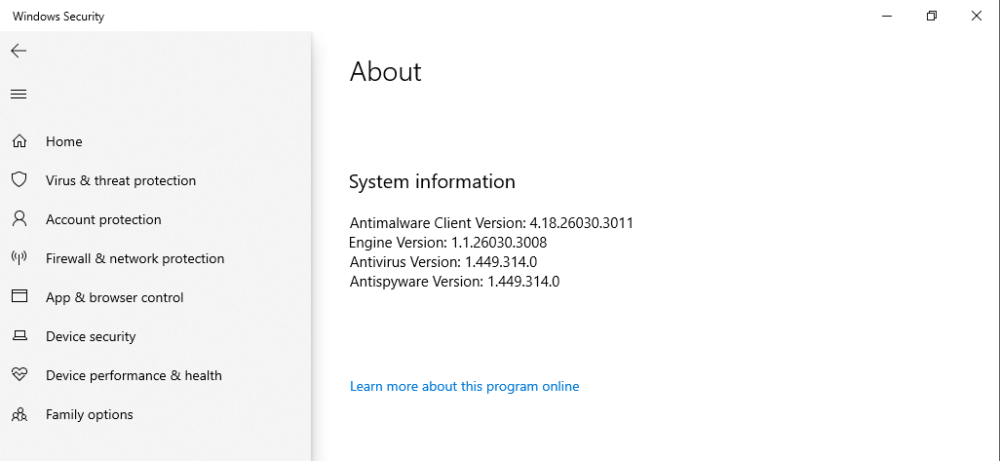 Windows Security
Home
Virus & threat protection
Account protection
Firewall & network protection
App & browser control
Device security
Device performance & health
Family options
About
System information
Antimalware Client Version: 4.18.26030.3011
Engine Version: 1.1.26030.3008
Antivirus Version: 1.449.314.0
Antispyware Version: 1.449.314.0
Learn more about this program online